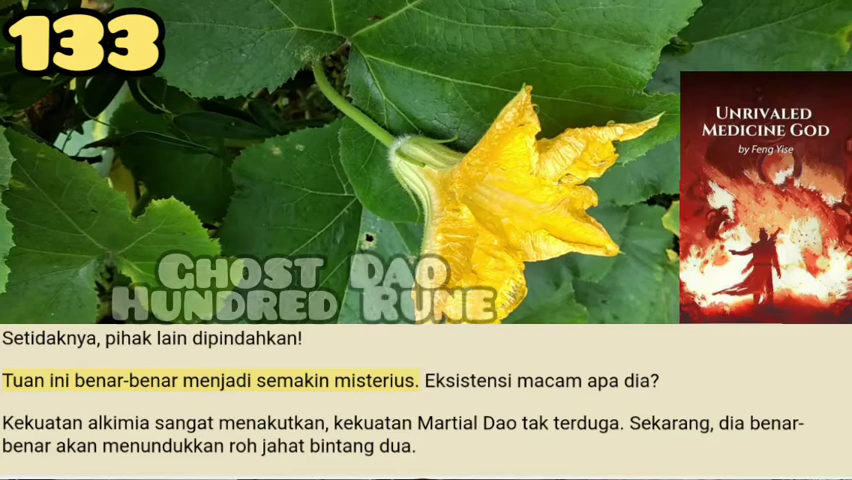 133
UNRIVALED
MEDICINE GOD
by Feng Yise
GHOST DAO
HUNDRED RUNE
Setidaknya, pihak lain dipindahkan!
Tuan ini benar-benar menjadi semakin misterius. Eksistensi macam apa dia?
Kekuatan alkimia sangat menakutkan, kekuatan Martial Dao tak terduga. Sekarang, dia benar-
benar akan menundukkan roh jahat bintang dua.